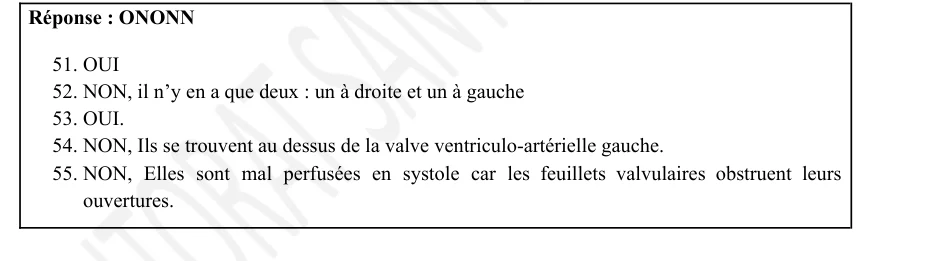 Réponse : ONONN
51. OUI
52. NON, il n’y en a que deux : un à droite et un à gauche
53. OUI.
54. NON, Ils se trouvent au dessus de la valve ventriculo-artérielle gauche.
55. NON, Elles sont mal perfusées en systole car les feuillets valvulaires obstruent leurs
ouvertures.